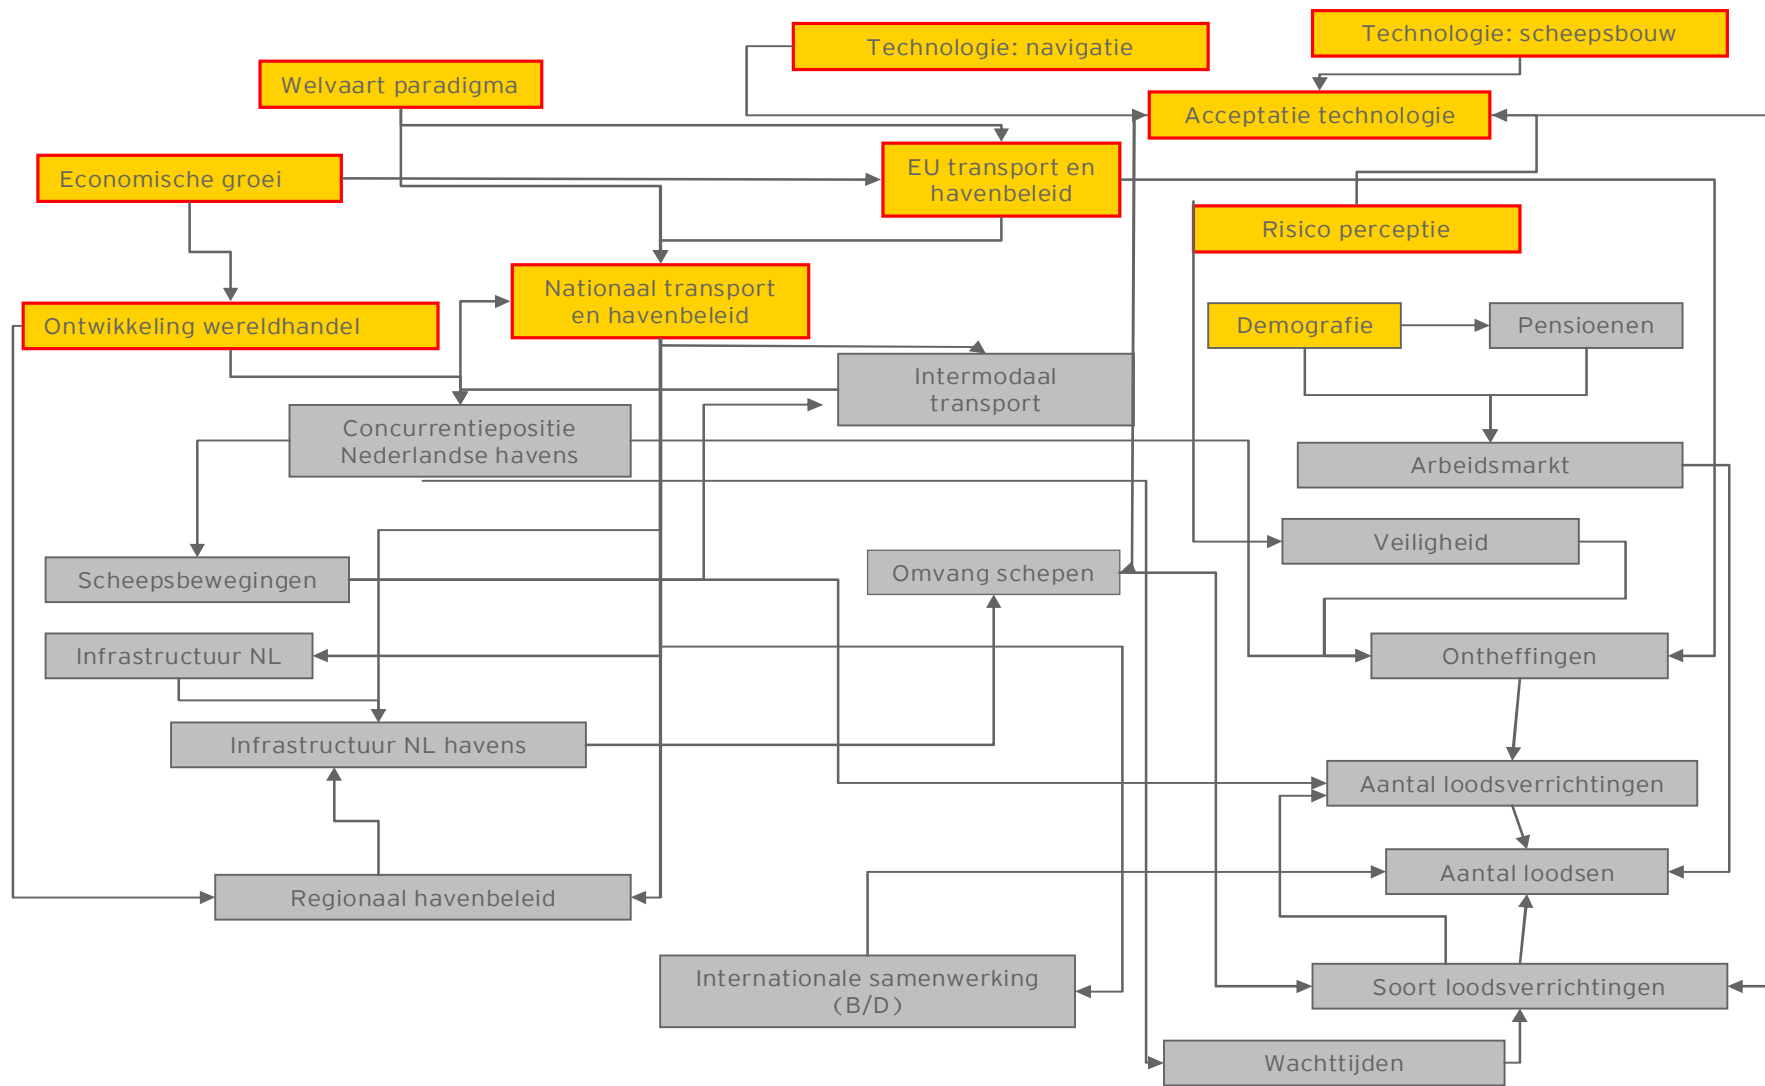 Technologie: scheepsbouw
Technologie: navigatie
Welvaart paradigma
Acceptatie technologie
Economische groei
EU transport en
havenbeleid
Risico perceptie
Nationaal transport
en havenbeleid
Ontwikkeling wereldhandel
Demografie
Pensioenen
Intermodaal
transport
Concurrentiepositie
Nederlandse havens
Arbeidsmarkt
Veiligheid
Scheepsbewegingen
Omvang schepen
Infrastructuur NL
Ontheffingen
Infrastructuur NL havens
Aantal loodsverrichtingen
Aantal loodsen
Regionaal havenbeleid
Internationale samenwerking
(B/D)
Soort loodsverrichtingen
Wachttijden